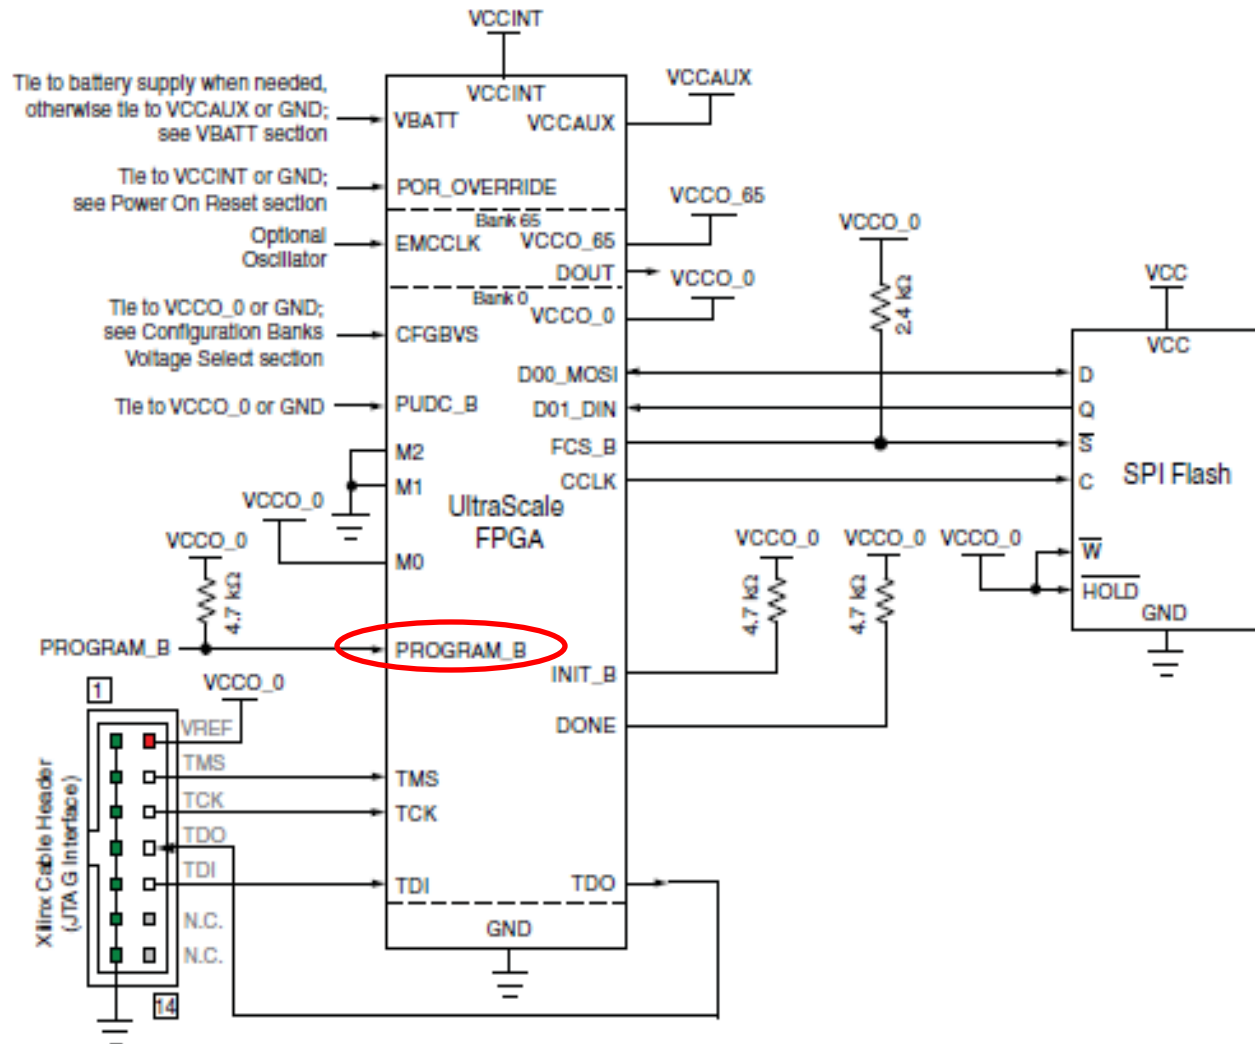 VCCINT
Tie to battery supply when needed,
otherwise tie to VCCAUX or GND;
see VBATT section
VBATT
VCCINT
VCCAUX
VCCAUX
Tie to VCCINT or GND;
see Power On Reset section
POR_OVERRIDE
Bank 65
VCCO_65
Optional
Oscillator
EMCCLK
VCCO_65
DOUT
VCCO_0
VCCO_0
2.4 kΩ
Bank 0
VCCO_0
Tie to VCCO_0 or GND;
see Configuration Banks
Voltage Select section
CFGBVS
VCC
VCC
D00_MOSI
D
Tie to VCCO_0 or GND
PUDC_B
D01_DIN
Q
M2
FCS_B
S
M1
CCLK
C
SPI Flash
UltraScale
FPGA
VCCO_0
M0
VCCO_0
4.7 kΩ
VCCO_0
4.7 kΩ
VCCO_0
4.7 kΩ
VCCO_0
W
HOLD
GND
PROGRAM_B
PROGRAM_B
INIT_B
DONE
VCCO_0
1
VREF
TMS
TMS
TCK
TCK
TDO
TDI
TDI
TDO
N.C.
N.C.
GND
14
Xilinx Cable Header
(JTAG Interface)